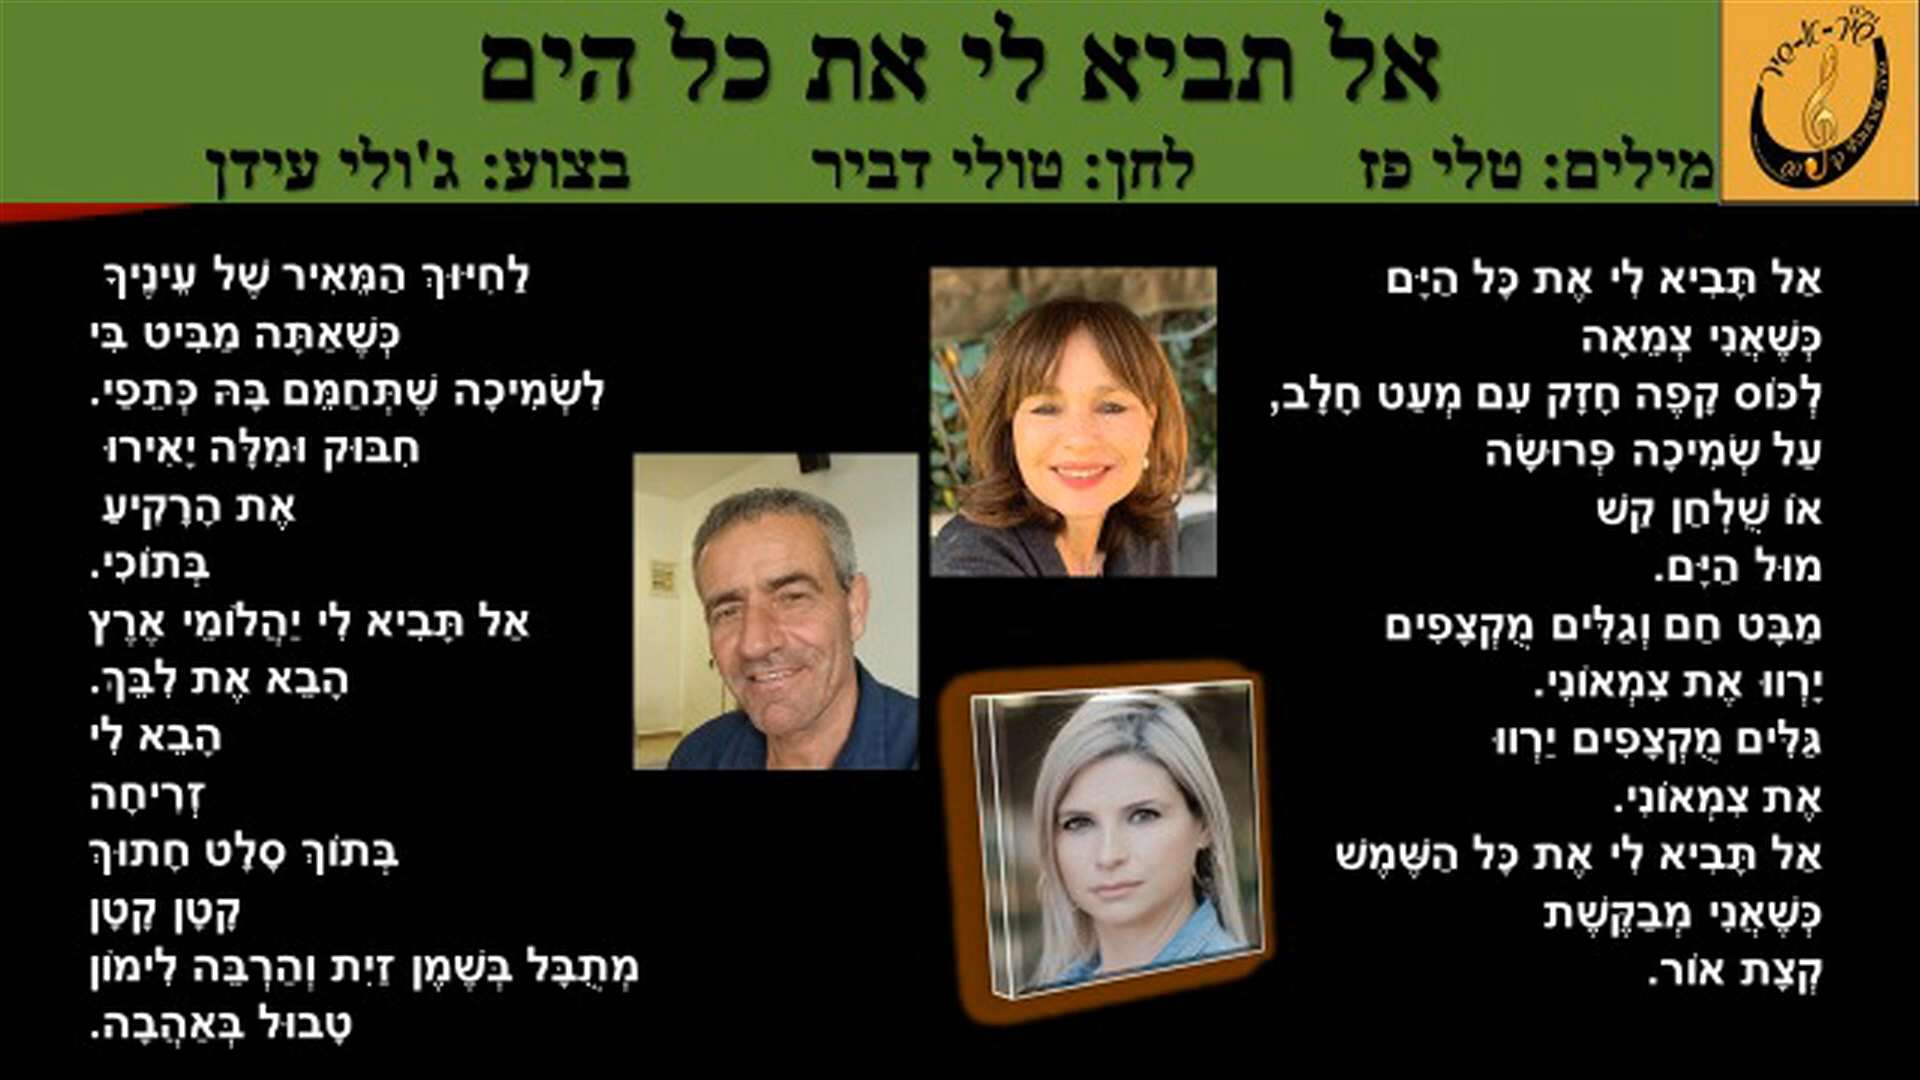 אל תביא לי את כל הים
מילים: טלי פז לחן: טולי דביר בצוע: ג'ולי עידן
אַל תָּבִיא לִי אֶת כָּל הַיָּם
כְּשֶׁאֲנִי צְמֵאָה
לְכּוֹס קָפֶה חָזָק עִם מְעַט חָלָב,
עַל שְׂמִיכָה פְּרוּשָׂה
אוֹ שֻׁלְחַן קַשׁ
מוּל הַיָּם.
מַבָּט חַם וְגַלִּים מֻקְצָפִים
יָרְווּ אֶת צִמְאוֹנִי.
גַּלִּים מֻקְצָפִים יַרְווּ
אֶת צִמְאוֹנִי.
אַל תָּבִיא לִי אֶת כָּל הַשֶּׁמֶשׁ
כְּשֶׁאֲנִי מְבַקֶּשֶׁת
קְצָת אוֹר.
לַחִיּוּךְ הַמֵּאִיר שֶׁל עֵינֶיךָ
כְּשֶׁאַתָּה מַבִּיט בִּי
לִשְׂמִיכָה שֶׁתְּחַמֵּם בָּהּ כְּתֵפַי.
חִבּוּק וּמִלָּה יָאִירוּ
אֶת הָרָקִיעַ
בְּתוֹכִי.
אַל תָּבִיא לִי יַהֲלוֹמֵי אֶרֶץ
הָבֵא אֶת לִבֵּךְ.
הָבֵא לִי
זְרִיחָה
בְּתוֹךְ סָלָט חָתוּךְ
קָטָן קָטָן
מְתֻבָּל בְּשֶׁמֶן זַיִת וְהַרְבֵּה לִימוֹן
טָבוּל בְּאַהֲבָה.